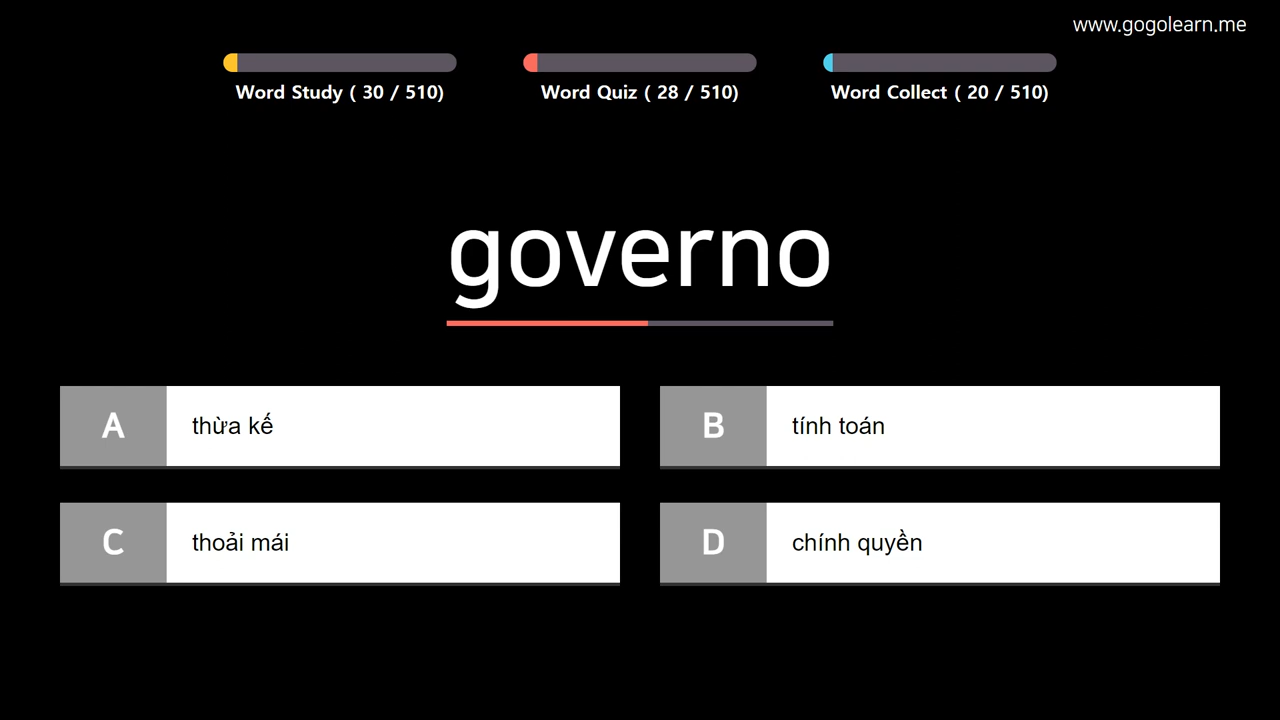 www.gogolearn.me
Word Study ( 30 / 510)
Word Quiz ( 28 / 510)
Word Collect ( 20 / 510)
governo
A thừa kế
B tính toán
C thoải mái
D chính quyền